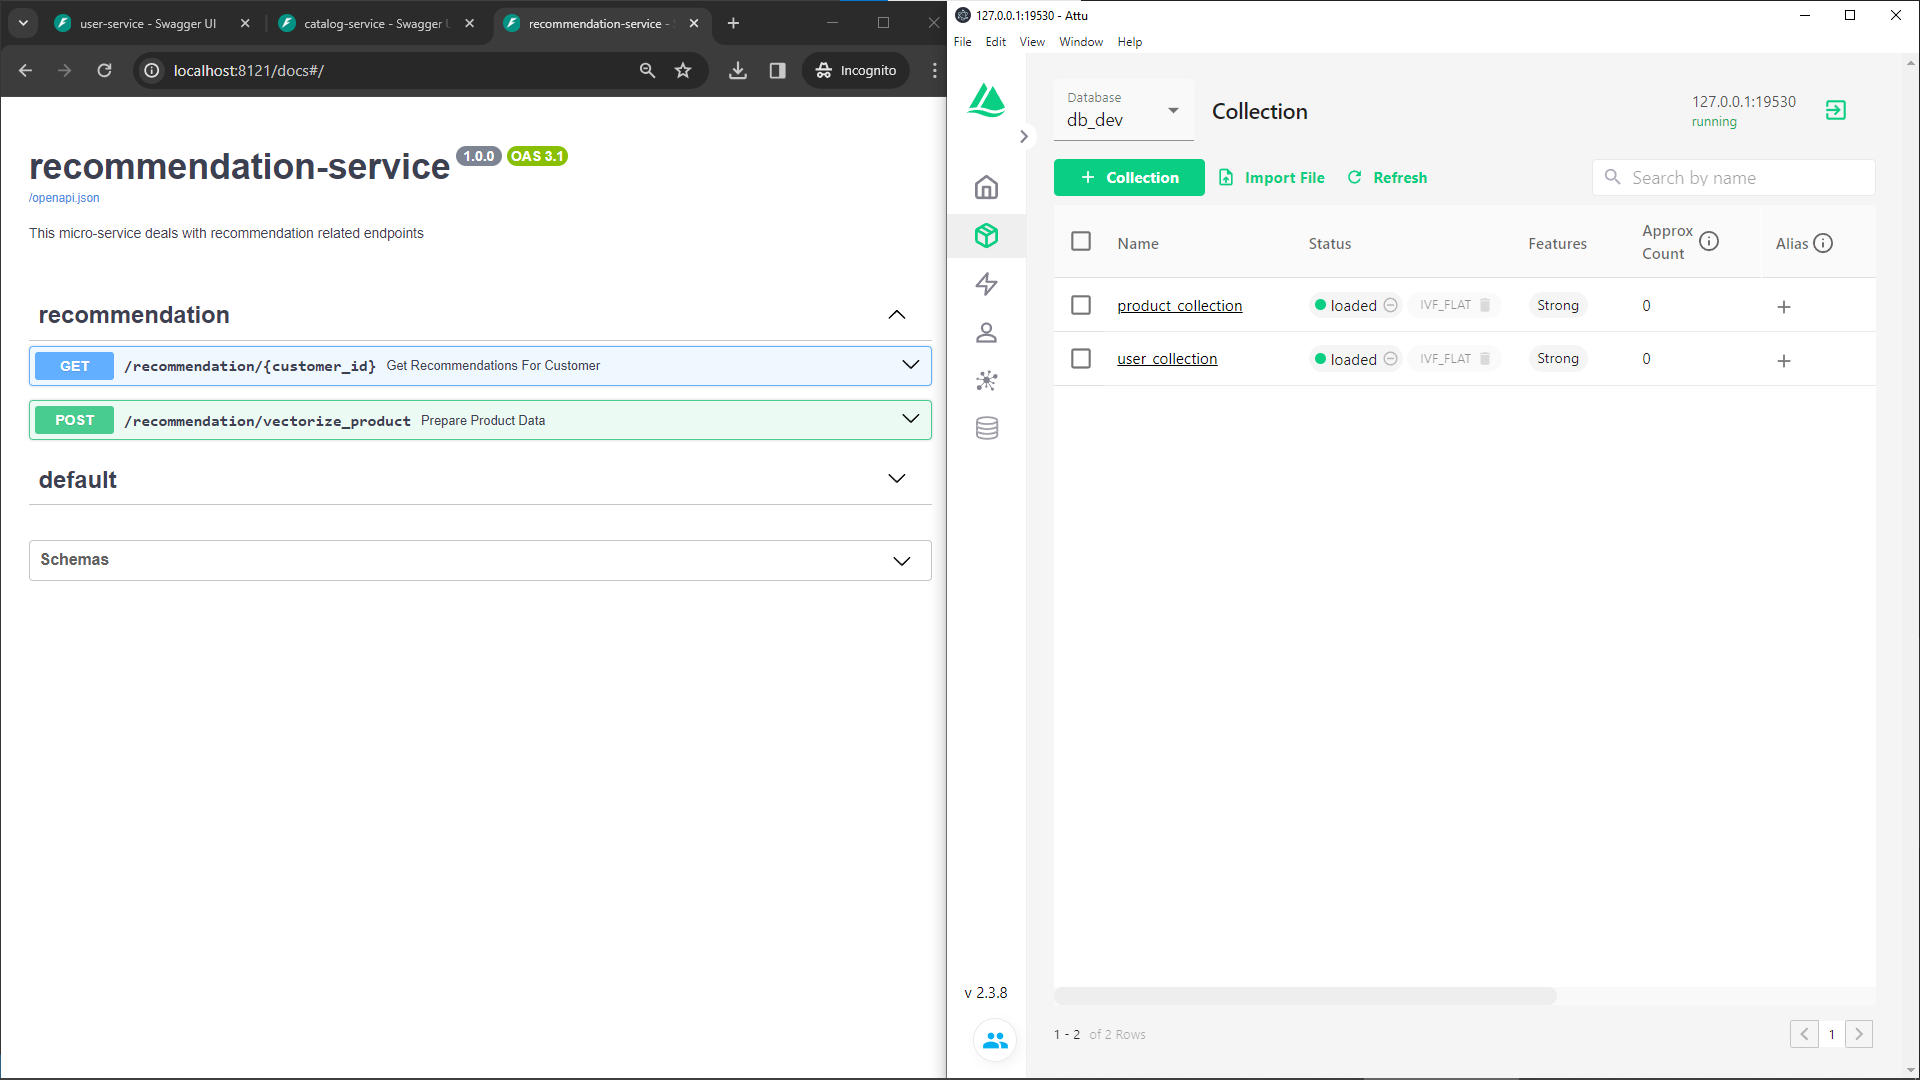 user-service - Swagger UI
catalog-service - Swagger U
recommendation-service - S
localhost:8121/docs#/
Incognito
recommendation-service 1.0.0 OAS 3.1
/openapi.json
This micro-service deals with recommendation related endpoints
recommendation
GET /recommendation/{customer_id} Get Recommendations For Customer
POST /recommendation/vectorize_product Prepare Product Data
default
Schemas
127.0.0.1:19530 - Attu
File Edit View Window Help
Database
db_dev
Collection
127.0.0.1:19530
running
+ Collection Import File Refresh
Search by name
Name Status Features Approx Count Alias
product_collection loaded IVF_FLAT Strong 0 +
user_collection loaded IVF_FLAT Strong 0 +
v 2.3.8
1 - 2 of 2 Rows
1